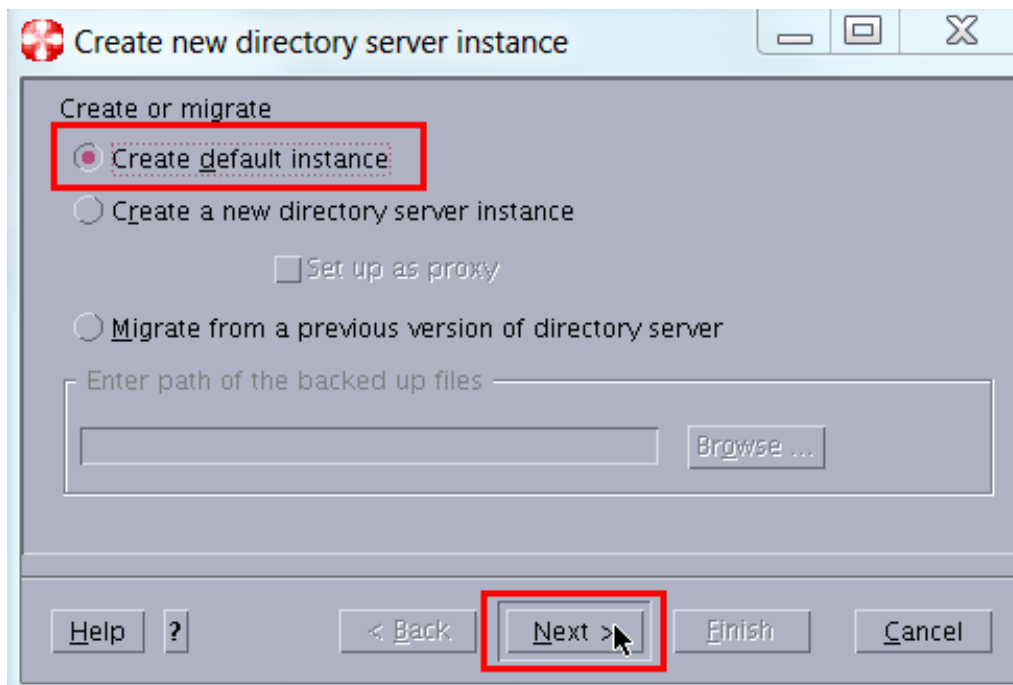 Create new directory server instance
Create or migrate
Create default instance
Create a new directory server instance
Set up as proxy
Migrate from a previous version of directory server
Enter path of the backed up files
Browse ...
Help ? < Back Next > Finish Cancel